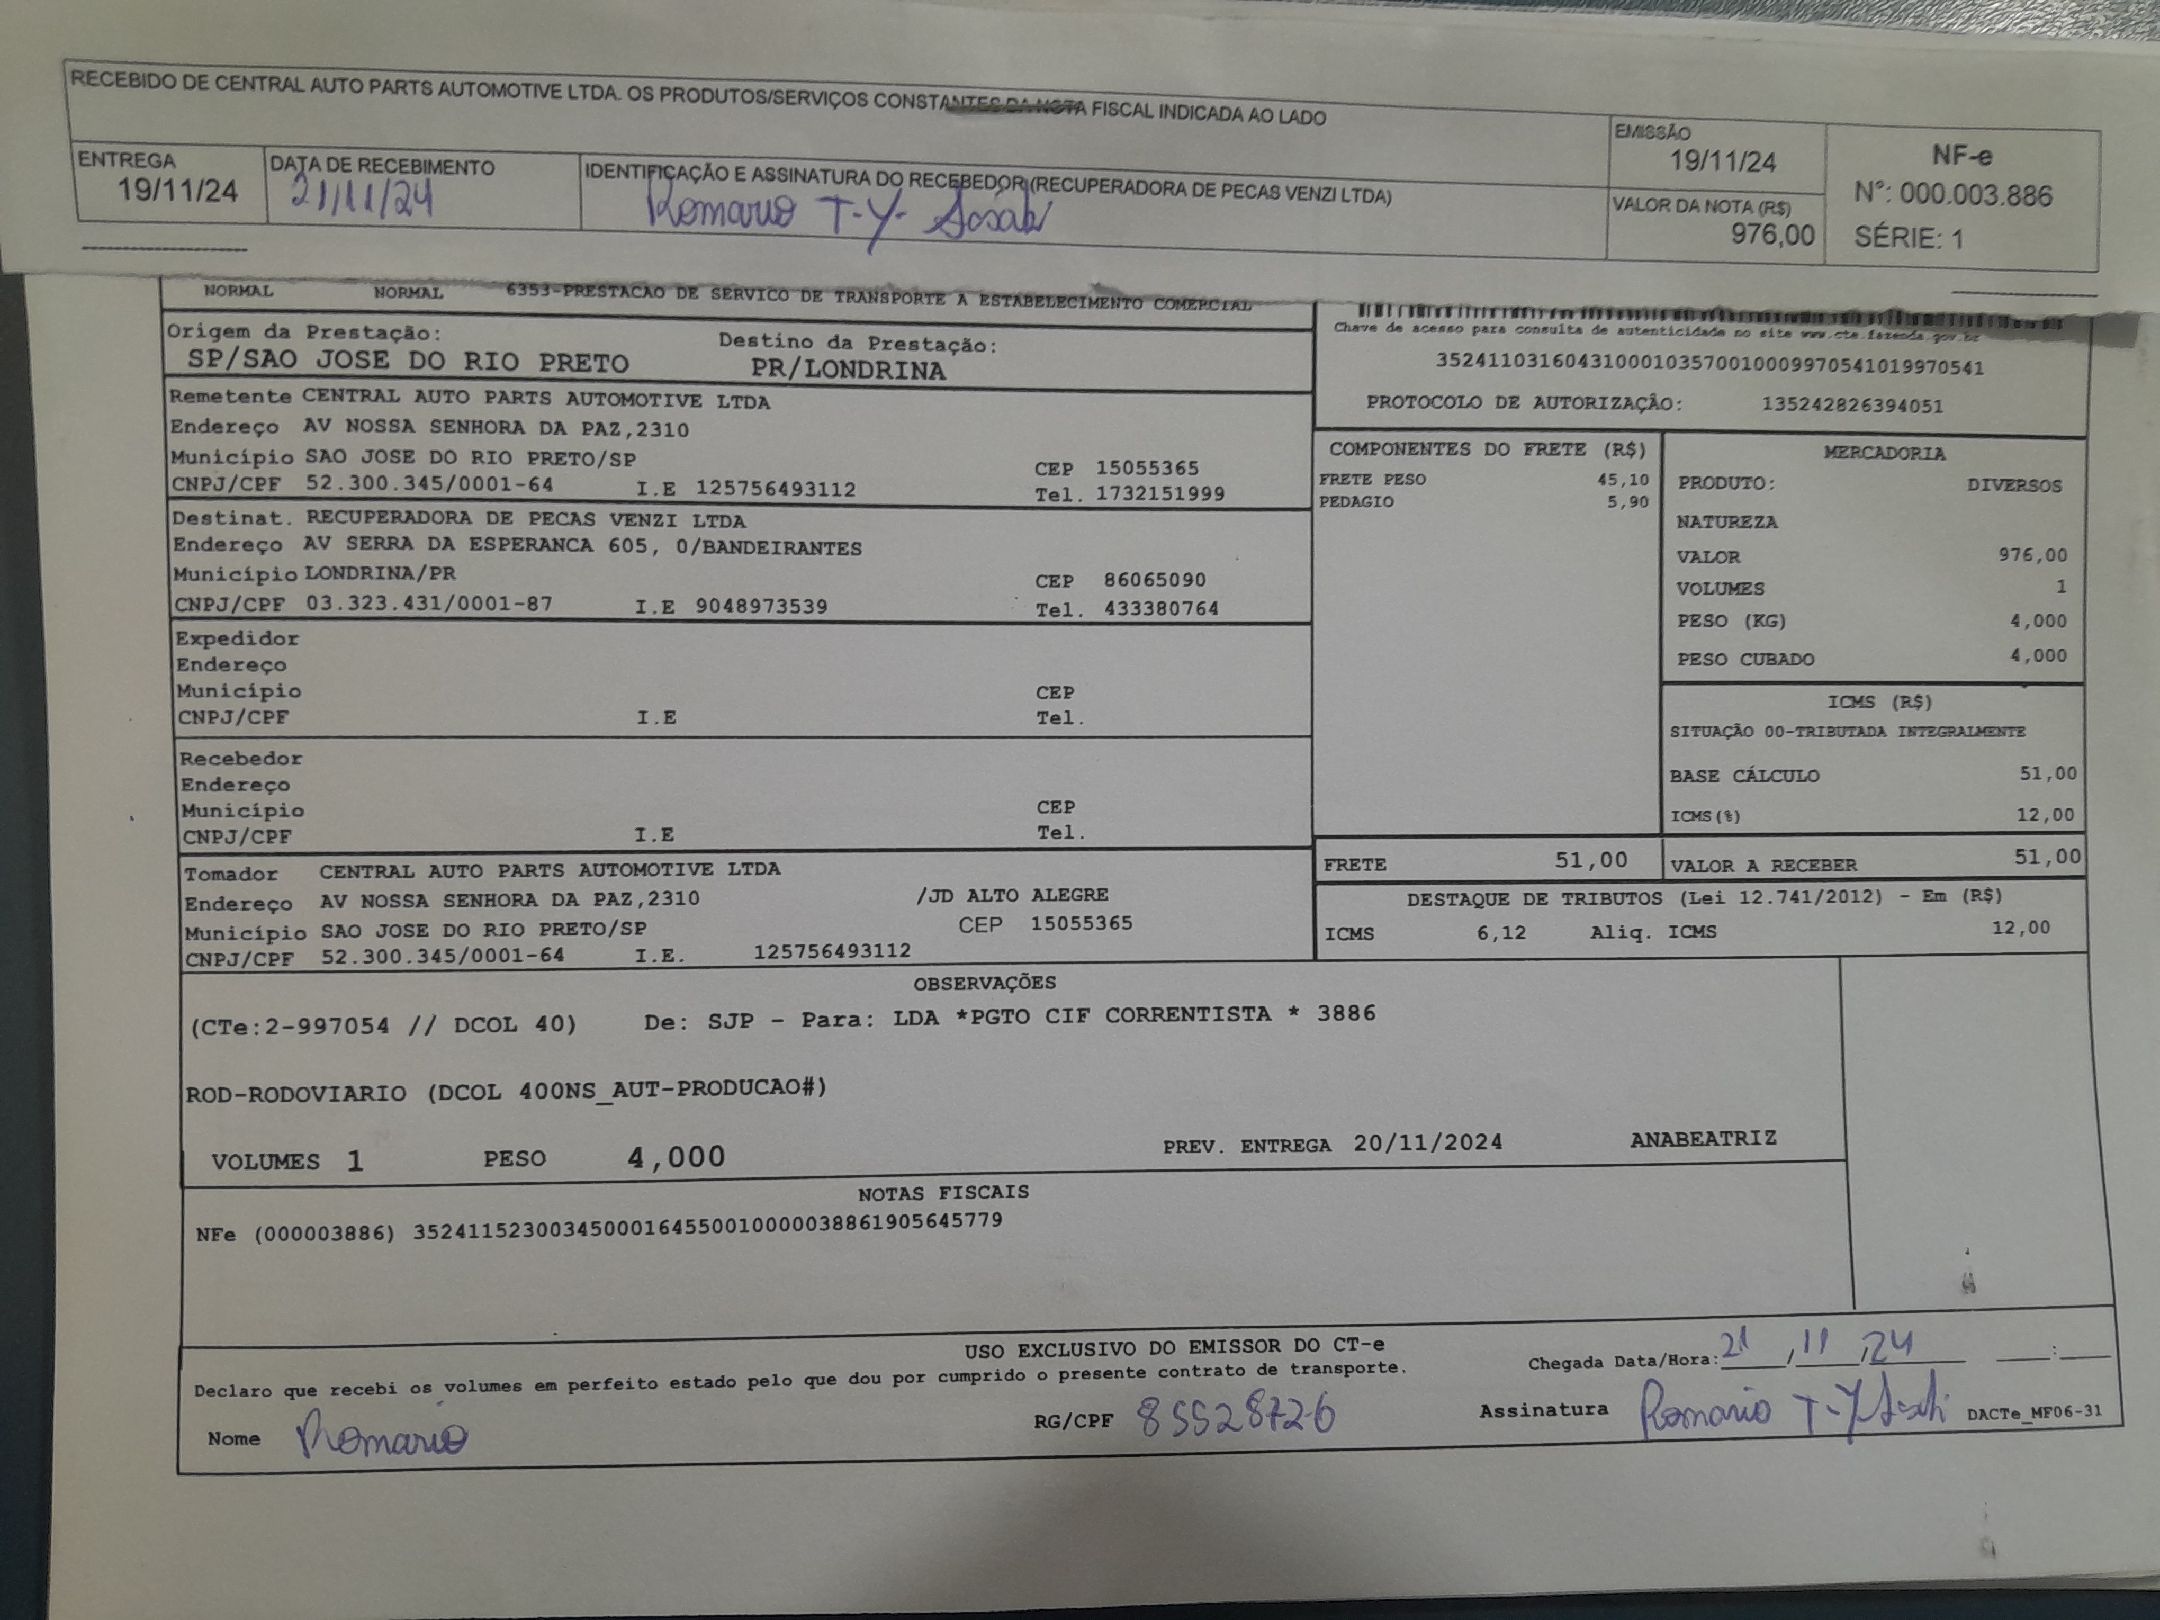 RECEBIDO DE CENTRAL AUTO PARTS AUTOMOTIVE LTDA. OS PRODUTOS/SERVIÇOS CONSTANTES DA NOTA FISCAL INDICADA AO LADO
ENTREGA
19/11/24
DATA DE RECEBIMENTO
21/11/24
IDENTIFICAÇÃO E ASSINATURA DO RECEBEDOR (RECUPERADORA DE PECAS VENZI LTDA)
Romario T-Y-
EMISSÃO
19/11/24
VALOR DA NOTA (R$)
976,00
NF-e
Nº: 000.003.886
SÉRIE: 1
NORMAL NORMAL 6353-PRESTACAO DE SERVICO DE TRANSPORTE A ESTABELECIMENTO COMERCIAL
Origem da Prestação: Destino da Prestação:
SP/SAO JOSE DO RIO PRETO PR/LONDRINA
Chave de acesso para consulta de autenticidade no site www.cte.fazenda.gov.br
35241103160431000103570010009970541019970541
PROTOCOLO DE AUTORIZAÇÃO: 135242826394051
Remetente CENTRAL AUTO PARTS AUTOMOTIVE LTDA
Endereço AV NOSSA SENHORA DA PAZ,2310
Município SAO JOSE DO RIO PRETO/SP CEP 15055365
CNPJ/CPF 52.300.345/0001-64 I.E 125756493112 Tel. 1732151999
Destinat. RECUPERADORA DE PECAS VENZI LTDA
Endereço AV SERRA DA ESPERANCA 605, 0/BANDEIRANTES
Município LONDRINA/PR CEP 86065090
CNPJ/CPF 03.323.431/0001-87 I.E 9048973539 Tel. 433380764
Expedidor
Endereço
Município CEP
CNPJ/CPF I.E Tel.
Recebedor
Endereço
Município CEP
CNPJ/CPF I.E Tel.
Tomador CENTRAL AUTO PARTS AUTOMOTIVE LTDA
Endereço AV NOSSA SENHORA DA PAZ,2310 /JD ALTO ALEGRE
Município SAO JOSE DO RIO PRETO/SP CEP 15055365
CNPJ/CPF 52.300.345/0001-64 I.E. 125756493112
COMPONENTES DO FRETE (R$)
FRETE PESO 45,10
PEDAGIO 5,90
MERCADORIA
PRODUTO: DIVERSOS
NATUREZA
VALOR 976,00
VOLUMES 1
PESO (KG) 4,000
PESO CUBADO 4,000
ICMS (R$)
SITUAÇÃO 00-TRIBUTADA INTEGRALMENTE
BASE CÁLCULO 51,00
ICMS(%) 12,00
FRETE 51,00 VALOR A RECEBER 51,00
DESTAQUE DE TRIBUTOS (Lei 12.741/2012) - Em (R$)
ICMS 6,12 Aliq. ICMS 12,00
OBSERVAÇÕES
(CTe:2-997054 // DCOL 40) De: SJP - Para: LDA *PGTO CIF CORRENTISTA * 3886
ROD-RODOVIARIO (DCOL 400NS_AUT-PRODUCAO#)
VOLUMES 1 PESO 4,000 PREV. ENTREGA 20/11/2024 ANABEATRIZ
NOTAS FISCAIS
NFe (000003886) 35241152300345000164550010000038861905645779
USO EXCLUSIVO DO EMISSOR DO CT-e
Declaro que recebi os volumes em perfeito estado pelo que dou por cumprido o presente contrato de transporte.
Chegada Data/Hora: 21/11/24 :
Nome Romario RG/CPF 85528726 Assinatura Romario T-Y DACTe_MF06-31